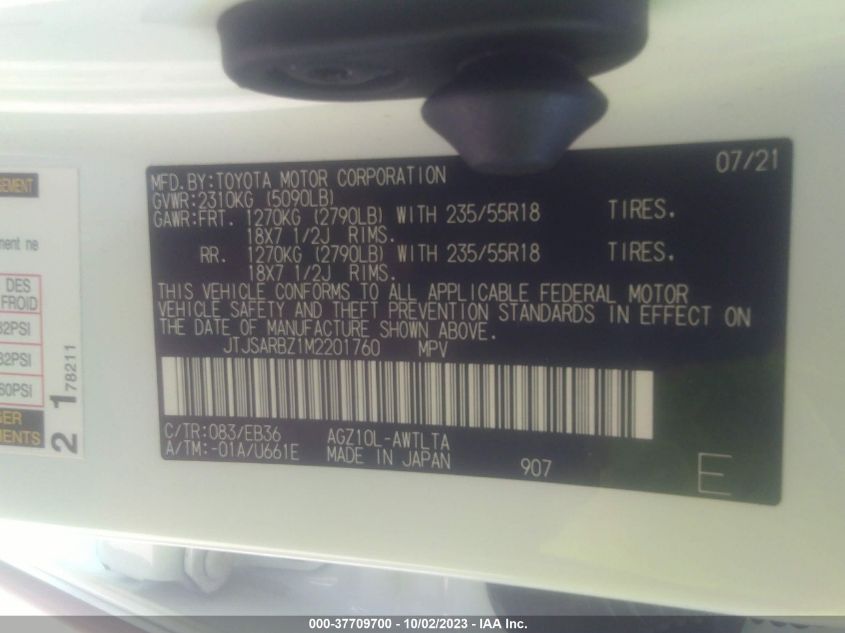 07/21
MFD.BY:TOYOTA MOTOR CORPORATION
GVWR:2310KG (5090LB)
GAWR:FRT. 1270KG (2790LB) WITH 235/55R18 TIRES.
18X7 1/2J RIMS.
RR. 1270KG (2790LB) WITH 235/55R18 TIRES.
18X7 1/2J RIMS.
THIS VEHICLE CONFORMS TO ALL APPLICABLE FEDERAL MOTOR
VEHICLE SAFETY AND THEFT PREVENTION STANDARDS IN EFFECT ON
THE DATE OF MANUFACTURE SHOWN ABOVE.
JTJSARBZ1M2201760 MPV
C/TR:083/EB36 AGZ10L-AWTLTA
A/TM:-01A/U661E MADE IN JAPAN 907
E
DES
FROID
PSI
PSI
PSI
2 1 78211
000-37709700 - 10/02/2023 - IAA Inc.